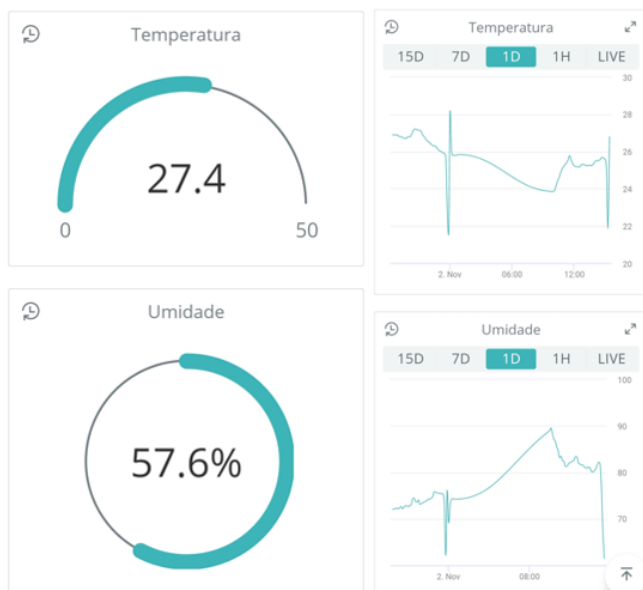 Temperatura
27.4
0 50
Temperatura
15D 7D 1D 1H LIVE
30
28
26
24
22
20
2. Nov 06:00 12:00
Umidade
57.6%
Umidade
15D 7D 1D 1H LIVE
100
90
80
70
2. Nov 08:00